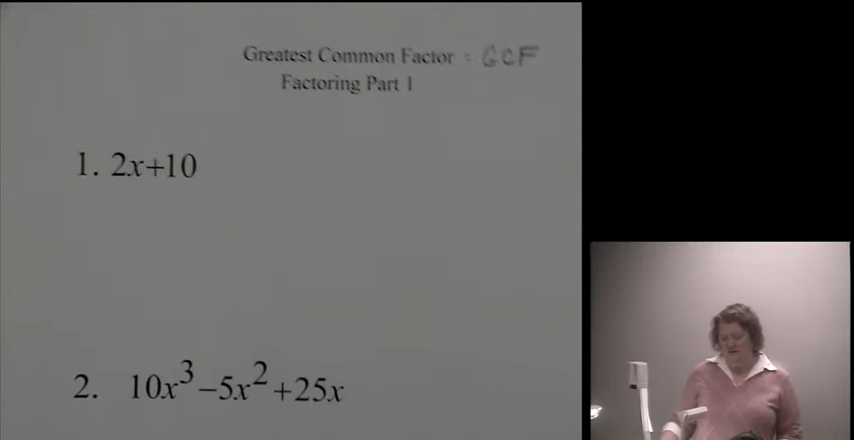 Greatest Common Factor = GCF
Factoring Part 1
1. 2x+10
2. 10x³–5x²+25x